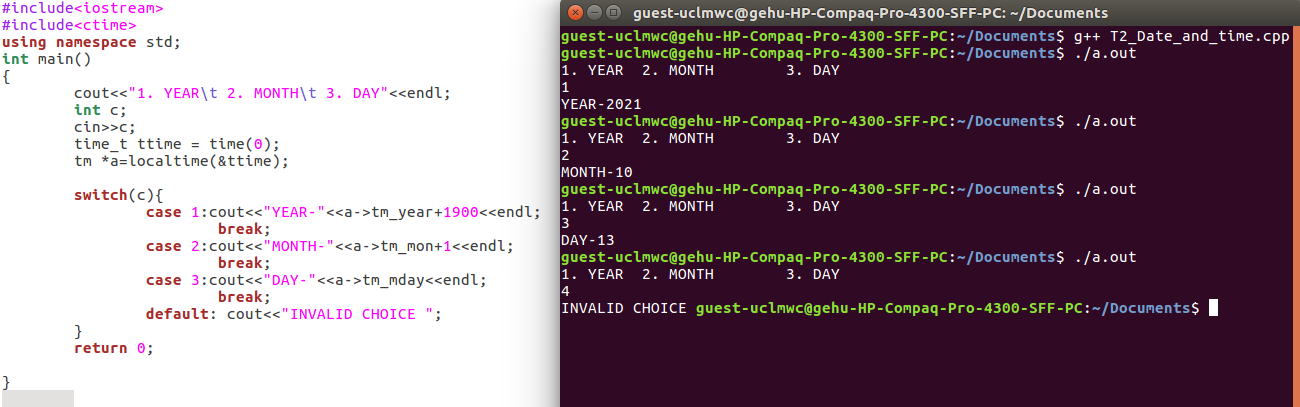 #include<iostream>
#include<ctime>
using namespace std;
int main()
{
cout<<"1. YEAR\t 2. MONTH\t 3. DAY"<<endl;
int c;
cin>>c;
time_t ttime = time(0);
tm *a=localtime(&ttime);
switch(c){
case 1:cout<<"YEAR-"<<a->tm_year+1900<<endl;
break;
case 2:cout<<"MONTH-"<<a->tm_mon+1<<endl;
break;
case 3:cout<<"DAY-"<<a->tm_mday<<endl;
break;
default: cout<<"INVALID CHOICE ";
}
return 0;
}
guest-uclmwc@gehu-HP-Compaq-Pro-4300-SFF-PC: ~/Documents
guest-uclmwc@gehu-HP-Compaq-Pro-4300-SFF-PC:~/Documents$ g++ T2_Date_and_time.cpp
guest-uclmwc@gehu-HP-Compaq-Pro-4300-SFF-PC:~/Documents$ ./a.out
1. YEAR  2. MONTH        3. DAY
1
YEAR-2021
guest-uclmwc@gehu-HP-Compaq-Pro-4300-SFF-PC:~/Documents$ ./a.out
1. YEAR  2. MONTH        3. DAY
2
MONTH-10
guest-uclmwc@gehu-HP-Compaq-Pro-4300-SFF-PC:~/Documents$ ./a.out
1. YEAR  2. MONTH        3. DAY
3
DAY-13
guest-uclmwc@gehu-HP-Compaq-Pro-4300-SFF-PC:~/Documents$ ./a.out
1. YEAR  2. MONTH        3. DAY
4
INVALID CHOICE guest-uclmwc@gehu-HP-Compaq-Pro-4300-SFF-PC:~/Documents$